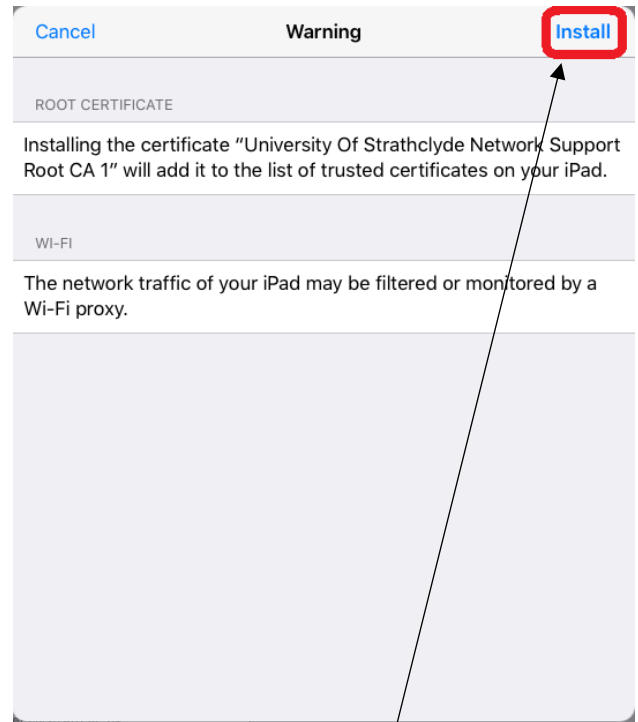 Cancel Warning Install
ROOT CERTIFICATE
Installing the certificate “University Of Strathclyde Network Support
Root CA 1” will add it to the list of trusted certificates on your iPad.
WI-FI
The network traffic of your iPad may be filtered or monitored by a
Wi-Fi proxy.